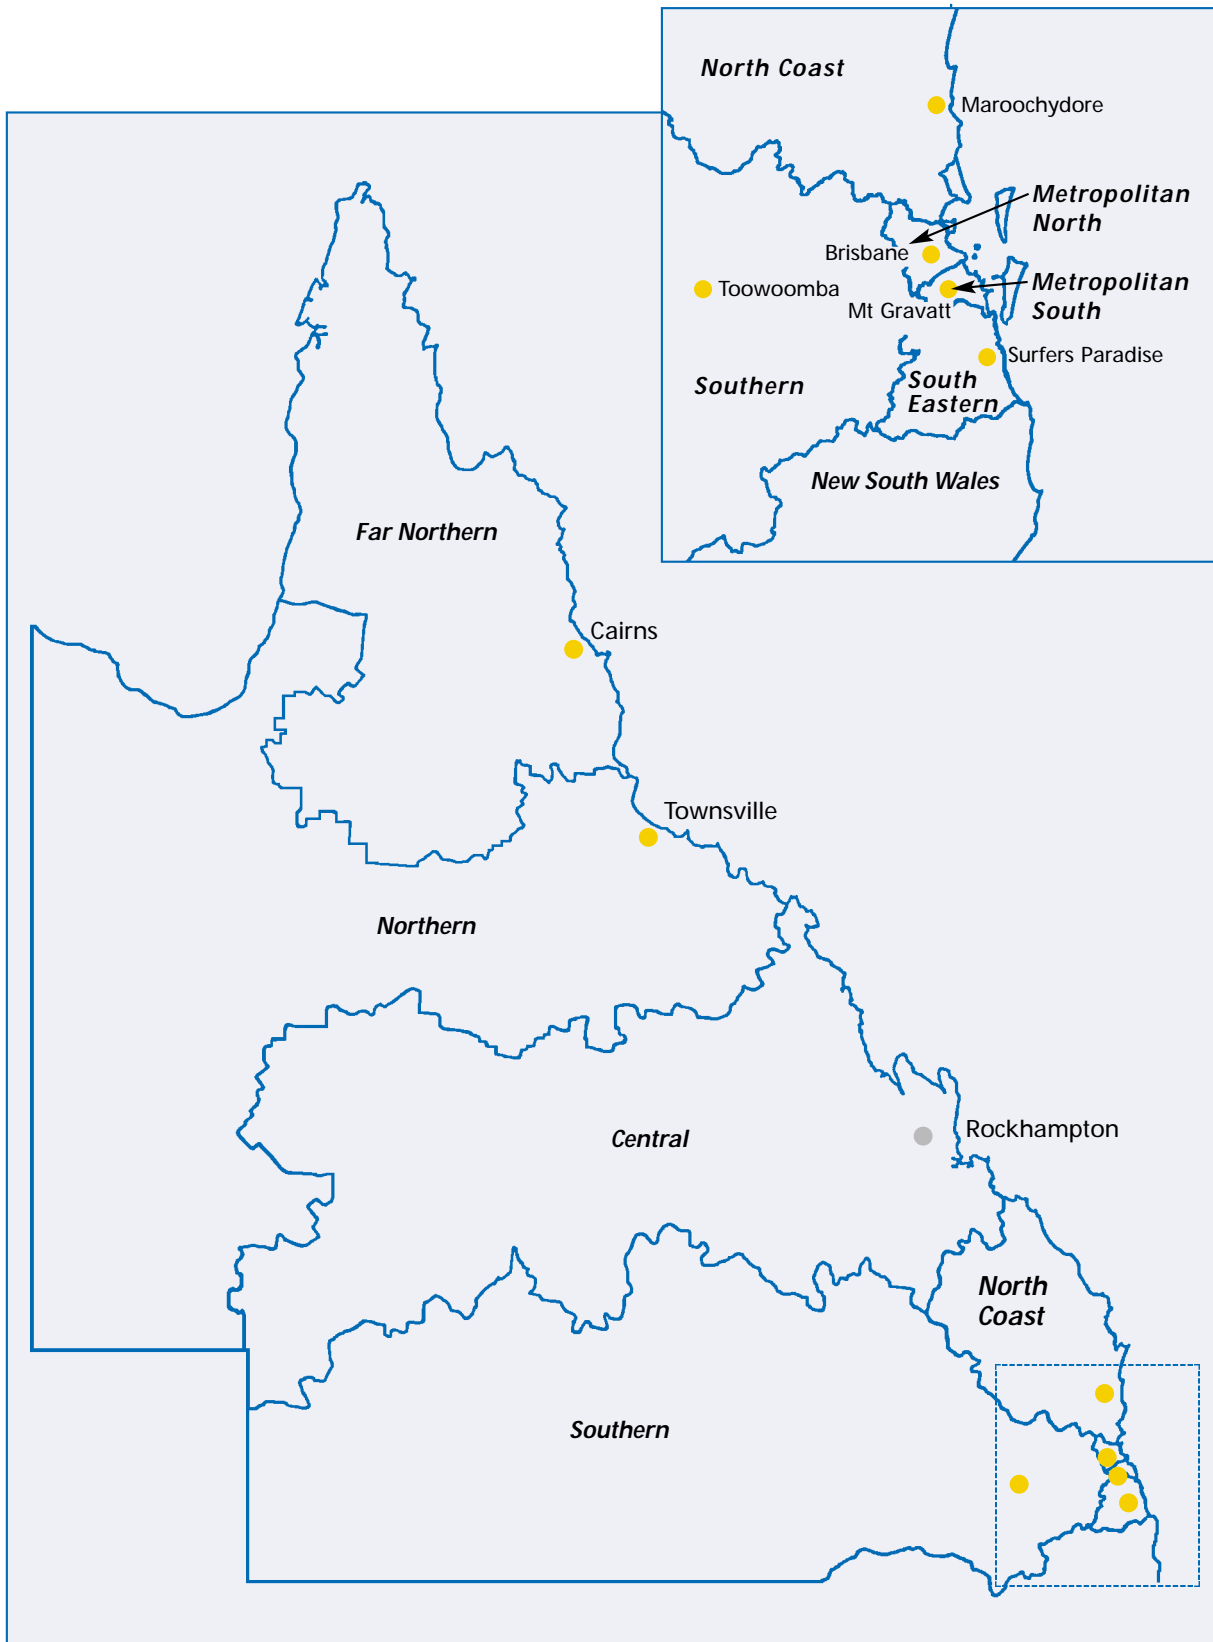 North Coast
Maroochydore
Metropolitan
North
Brisbane
Toowoomba
Metropolitan
South
Mt Gravatt
Surfers Paradise
Southern
South
Eastern
New South Wales
Far Northern
Cairns
Townsville
Northern
Central
Rockhampton
North
Coast
Southern